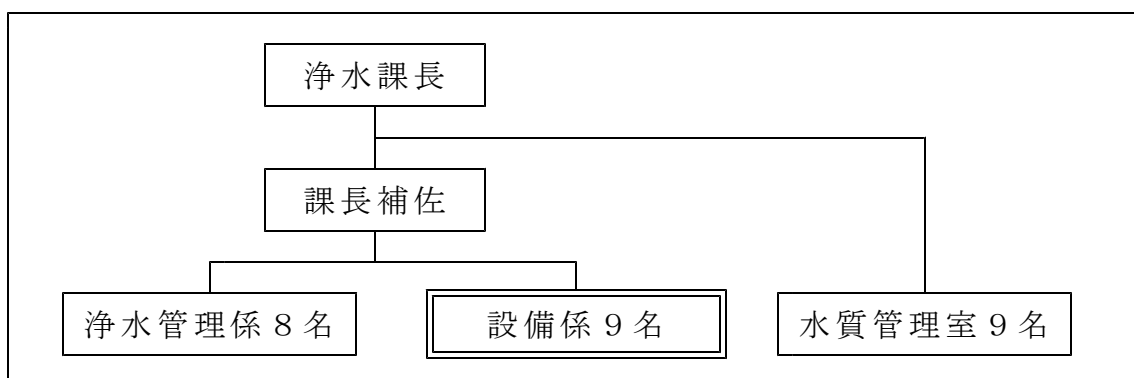 浄水課長
課長補佐
浄水管理係８名
設備係９名
水質管理室９名